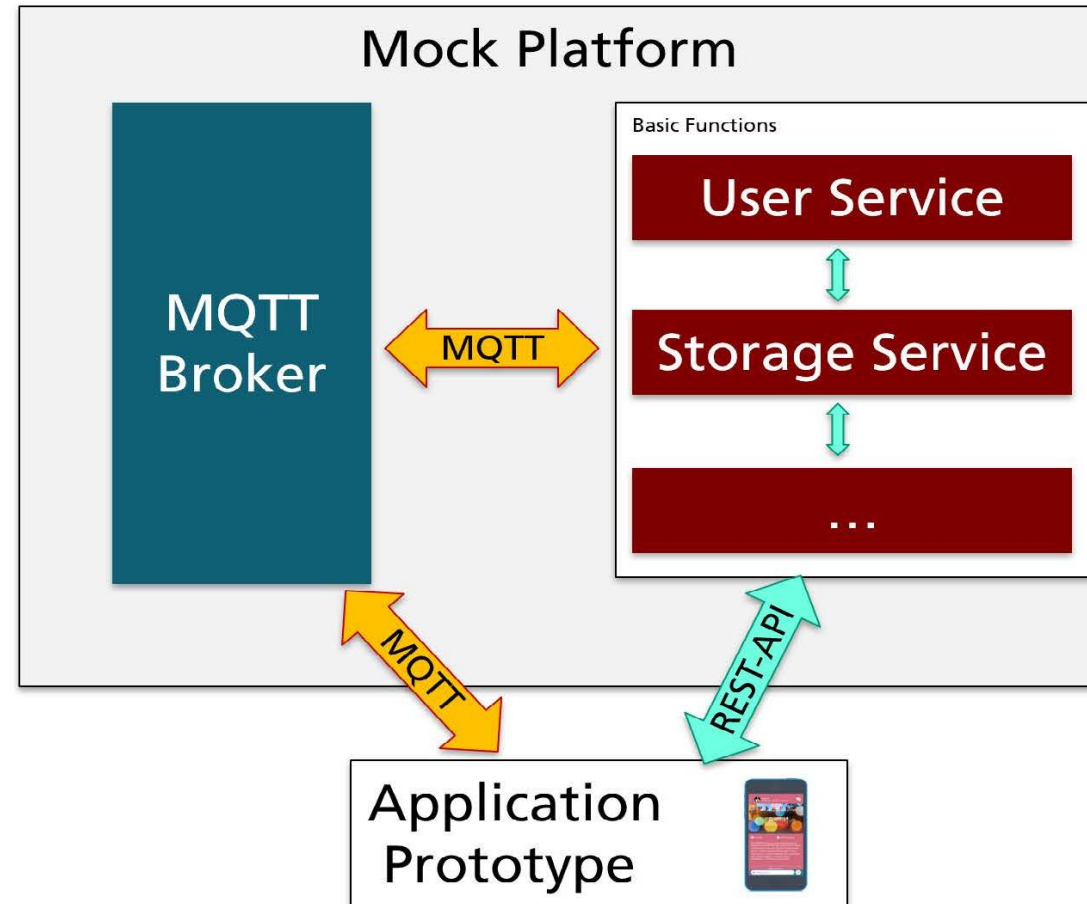 Mock Platform
MQTT
Broker
MQTT
Basic Functions
User Service
Storage Service
...
MQTT
REST-API
Application
Prototype